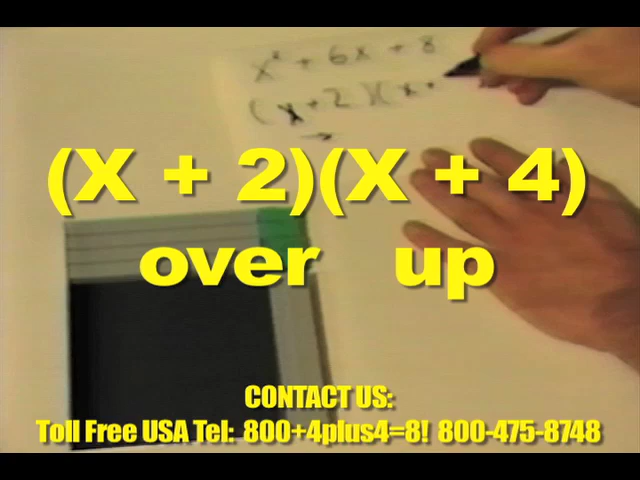 x² + 6x + 8
(x+2)(x+
(X + 2)(X + 4)
over up
CONTACT US:
Toll Free USA Tel: 800+4plus4=8! 800-475-8748